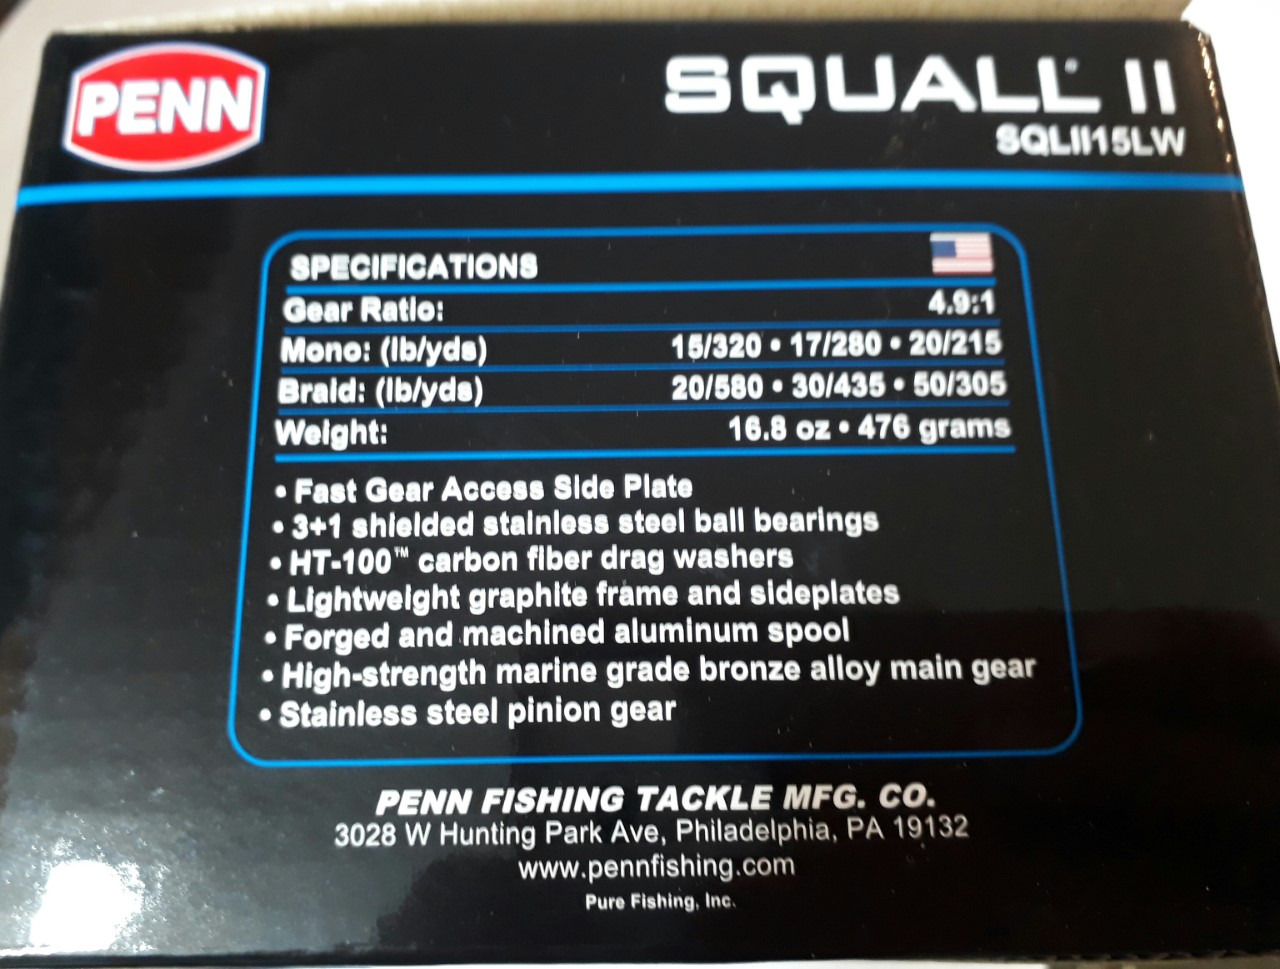 PENN
SQUALL® II
SQLII15LW
SPECIFICATIONS
Gear Ratio: 4.9:1
Mono: (lb/yds) 15/320 • 17/280 • 20/215
Braid: (lb/yds) 20/580 • 30/435 • 50/305
Weight: 16.8 oz • 476 grams
• Fast Gear Access Side Plate
• 3+1 shielded stainless steel ball bearings
• HT-100™ carbon fiber drag washers
• Lightweight graphite frame and sideplates
• Forged and machined aluminum spool
• High-strength marine grade bronze alloy main gear
• Stainless steel pinion gear
PENN FISHING TACKLE MFG. CO.
3028 W Hunting Park Ave, Philadelphia, PA 19132
www.pennfishing.com
Pure Fishing, Inc.